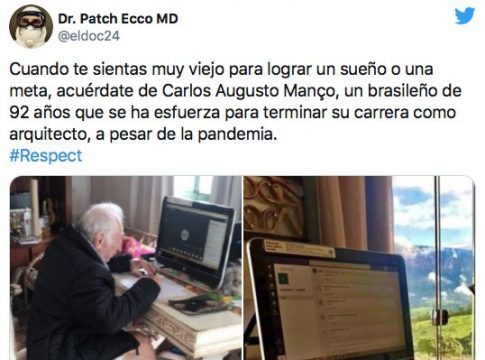 Dr. Patch Ecco MD
@eldoc24
Cuando te sientas muy viejo para lograr un sueño o una
meta, acuérdate de Carlos Augusto Manço, un brasileño de
92 años que se ha esfuerza para terminar su carrera como
arquitecto, a pesar de la pandemia.
#Respect